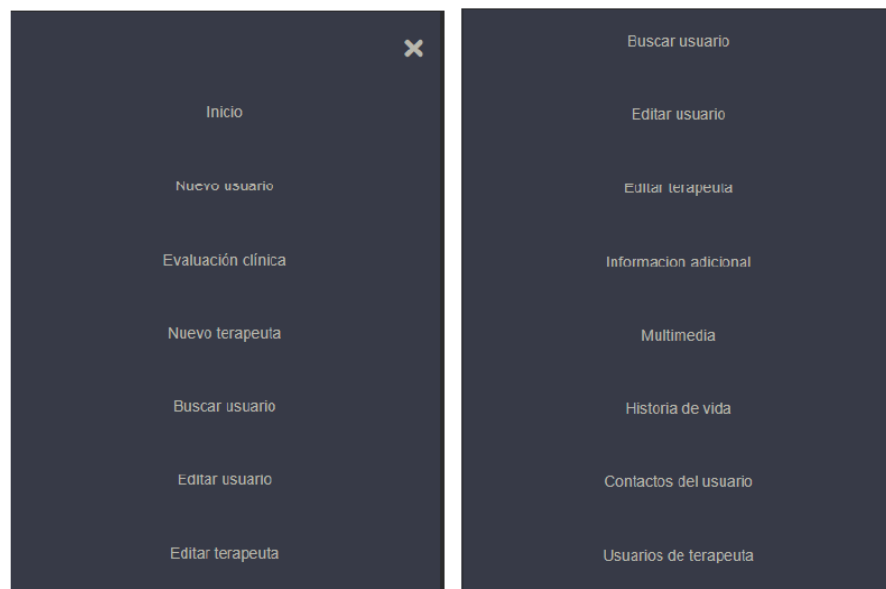 Inicio
Nuevo usuario
Evaluación clínica
Nuevo terapeuta
Buscar usuario
Editar usuario
Editar terapeuta
Buscar usuario
Editar usuario
Editar terapeuta
Informacion adicional
Multimedia
Historia de vida
Contactos del usuario
Usuarios de terapeuta